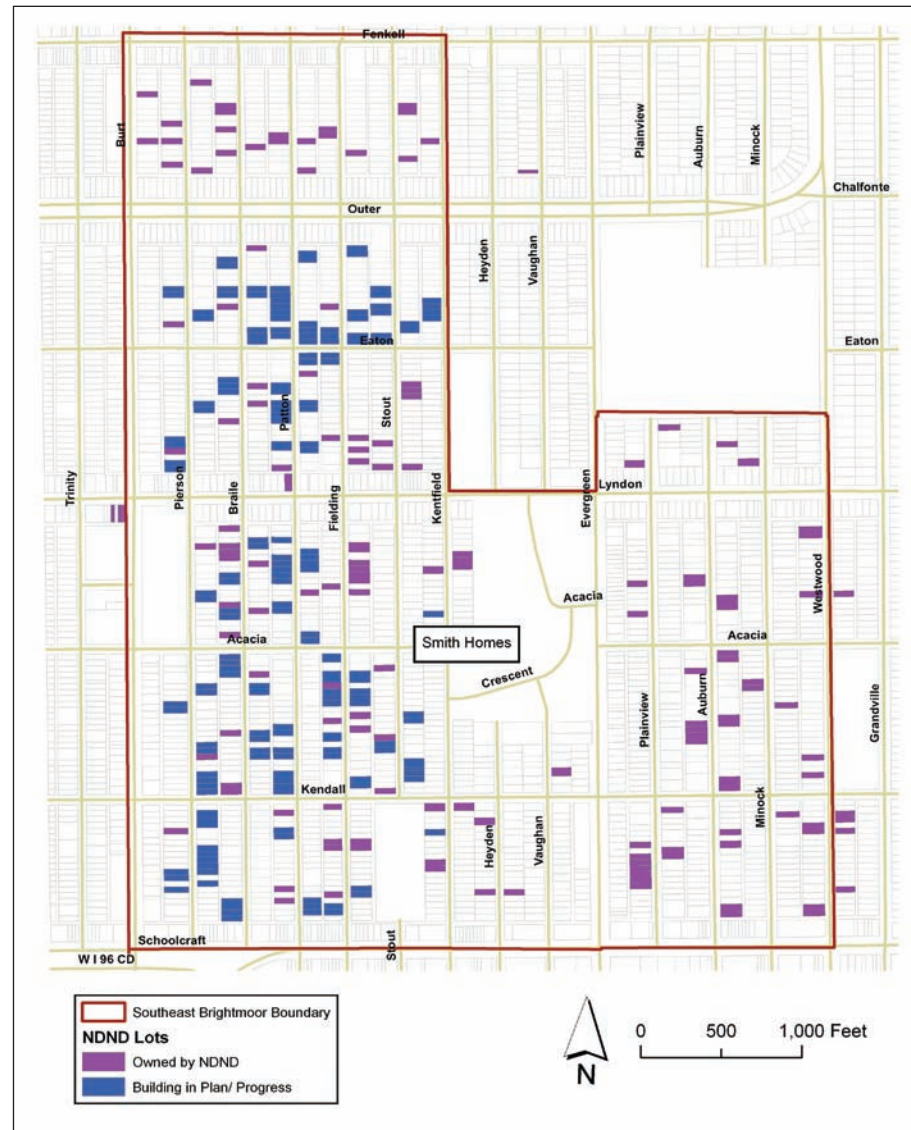 Fenkell
Burt
Plainview
Auburn
Minock
Chalfonte
Outer
Heyden
Vaughan
Eaton
Eaton
Patton
Stout
Trinity
Pierson
Braile
Fielding
Kentfield
Evergreen
Lyndon
Westwood
Acacia
Acacia
Smith Homes
Acacia
Crescent
Plainview
Auburn
Grandville
Kendall
Minock
Heyden
Vaughan
Schoolcraft
Stout
W I 96 CD
Southeast Brightmoor Boundary
NDND Lots
Owned by NDND
Building in Plan/ Progress
N
0 500 1,000 Feet